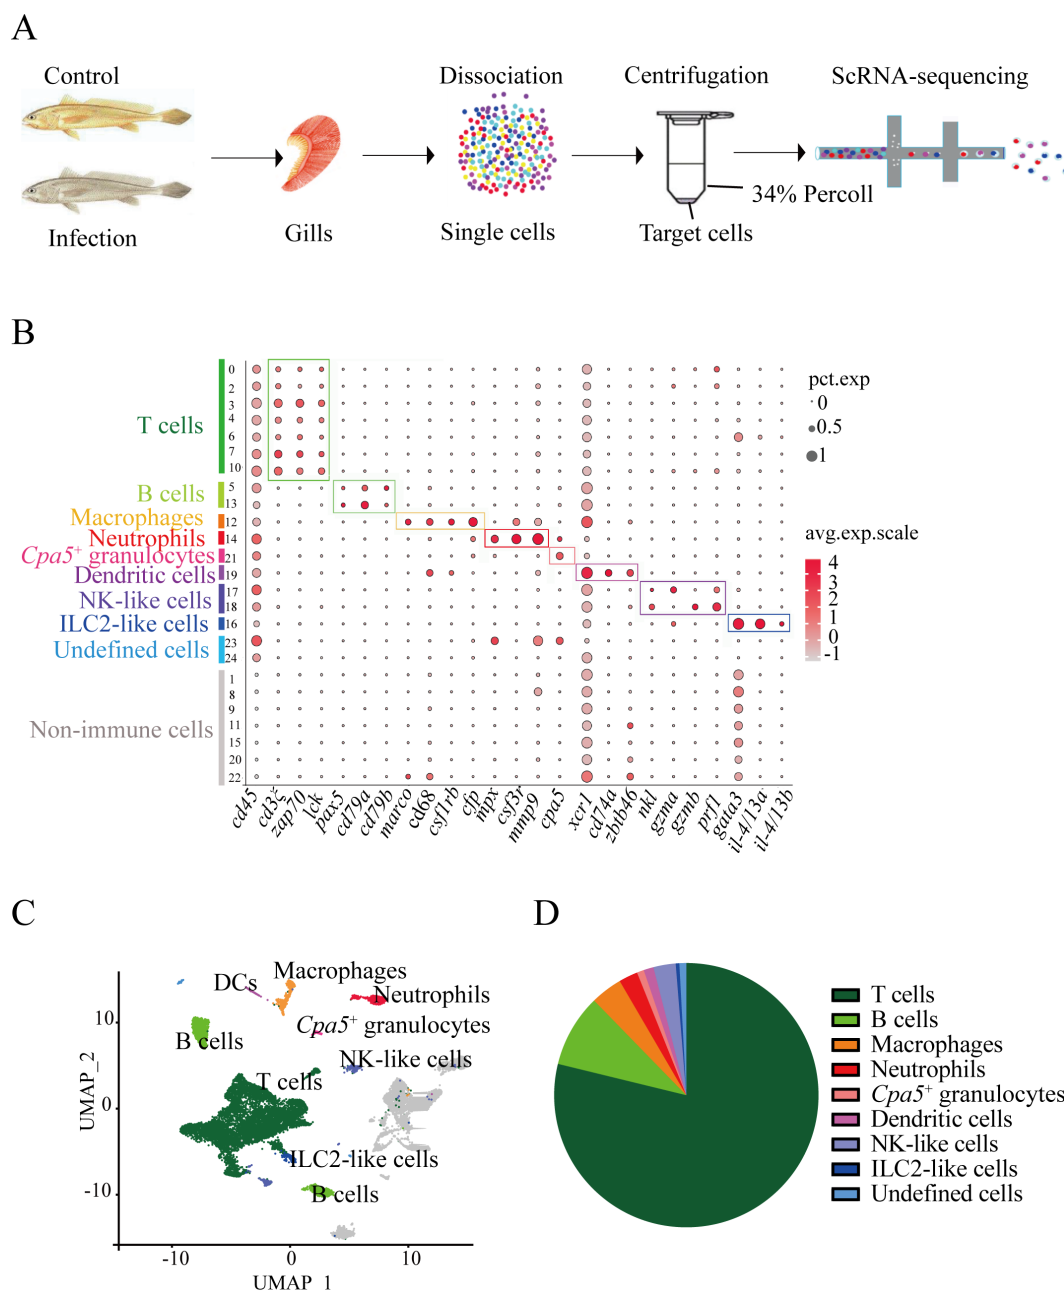 A
Control
Dissociation
Centrifugation
ScRNA-sequencing
34% Percoll
Infection
Gills
Single cells
Target cells
B
T cells
B cells
Macrophages
Neutrophils
Cpa5+ granulocytes
Dendritic cells
NK-like cells
ILC2-like cells
Undefined cells
Non-immune cells
0
2
3
4
6
7
10
5
13
12
14
21
19
17
18
16
23
24
1
8
9
11
15
20
22
cd45
cd3ζ
zap70
lck
pax5
cd79a
cd79b
marco
cd68
csf1rb
cfp
mpx
csf3r
mmp9
cpa5
xcr1
cd74a
zbtb46
nkl
gzma
gzmb
prf1
gata3
il-4/13a
il-4/13b
pct.exp
0
0.5
1
avg.exp.scale
4
3
2
1
0
-1
C
Macrophages
DCs
Neutrophils
Cpa5+ granulocytes
B cells
NK-like cells
T cells
ILC2-like cells
B cells
UMAP_2
10
0
-10
-10
0
10
UMAP_1
D
T cells
B cells
Macrophages
Neutrophils
Cpa5+ granulocytes
Dendritic cells
NK-like cells
ILC2-like cells
Undefined cells